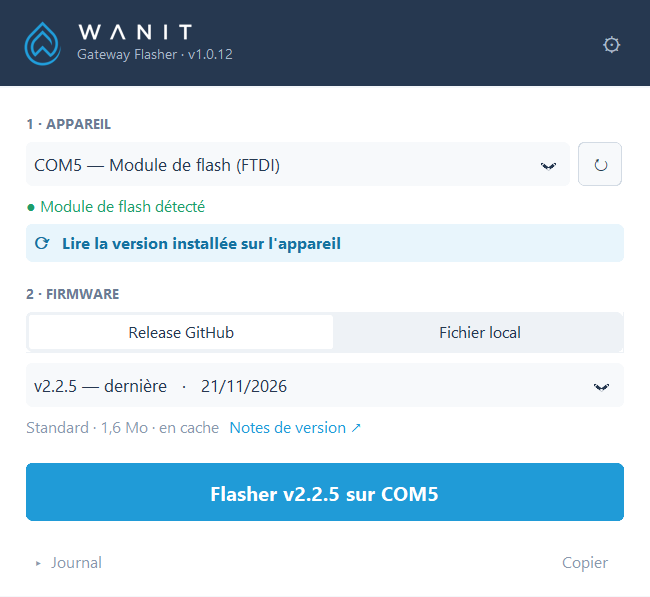 WANIT
Gateway Flasher · v1.0.12
1 · APPAREIL
COM5 — Module de flash (FTDI)
● Module de flash détecté
Lire la version installée sur l'appareil
2 · FIRMWARE
Release GitHub
Fichier local
v2.2.5 — dernière · 21/11/2026
Standard · 1,6 Mo · en cache Notes de version ↗
Flasher v2.2.5 sur COM5
▸ Journal
Copier